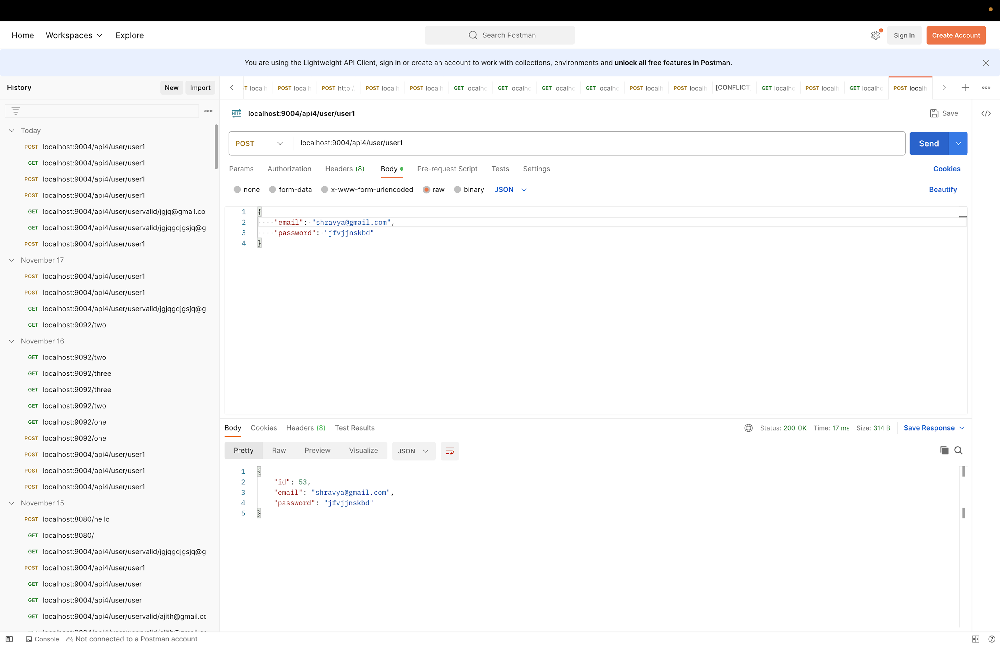 Home Workspaces Explore Search Postman Sign In Create Account
You are using the Lightweight API Client, sign in or create an account to work with collections, environments and unlock all free features in Postman.
History New Import
Today
POST localhost:9004/api4/user/user1
GET localhost:9004/api4/user/user1
POST localhost:9004/api4/user/user1
POST localhost:9004/api4/user/user1
GET localhost:9004/api4/user/uservalid/jgjq@gmail.co
GET localhost:9004/api4/user/uservalid/jgjqgqjgsjq@g
POST localhost:9004/api4/user/user1
November 17
POST localhost:9004/api4/user/user1
POST localhost:9004/api4/user/user1
GET localhost:9004/api4/user/uservalid/jgjqgqjgsjq@g
GET localhost:9092/two
November 16
GET localhost:9092/two
GET localhost:9092/three
GET localhost:9092/three
GET localhost:9092/two
GET localhost:9092/one
POST localhost:9092/one
POST localhost:9004/api4/user/user1
POST localhost:9004/api4/user/user1
POST localhost:9004/api4/user/user1
November 15
POST localhost:8080/hello
GET localhost:8080/
GET localhost:9004/api4/user/uservalid/jgjqgqjgsjq@g
POST localhost:9004/api4/user/user1
GET localhost:9004/api4/user/user
GET localhost:9004/api4/user/user
GET localhost:9004/api4/user/uservalid/ajith@gmail.cc
localh POST localh POST http:/ POST localh POST localh GET localhc GET localhc GET localhc GET localhc POST localh POST localh [CONFLICT GET localhc POST localh GET localhc POST localh
HTTP localhost:9004/api4/user/user1 Save </>
POST localhost:9004/api4/user/user1 Send
Params Authorization Headers (8) Body Pre-request Script Tests Settings Cookies
none form-data x-www-form-urlencoded raw binary JSON Beautify
1 {
2 "email": "shravya@gmail.com",
3 "password": "jfvjjnskbd"
4 }
Body Cookies Headers (8) Test Results Status: 200 OK Time: 17 ms Size: 314 B Save Response
Pretty Raw Preview Visualize JSON
1 {
2 "id": 53,
3 "email": "shravya@gmail.com",
4 "password": "jfvjjnskbd"
5 }
Console Not connected to a Postman account